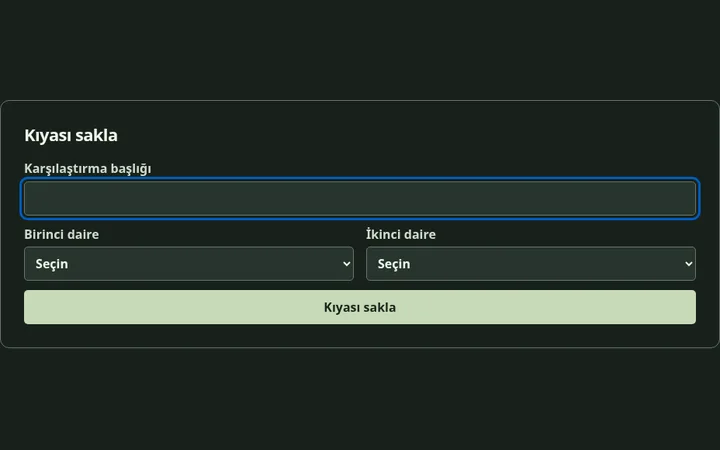 Kıyası sakla
Karşılaştırma başlığı
Birinci daire
İkinci daire
Seçin
Seçin
Kıyası sakla